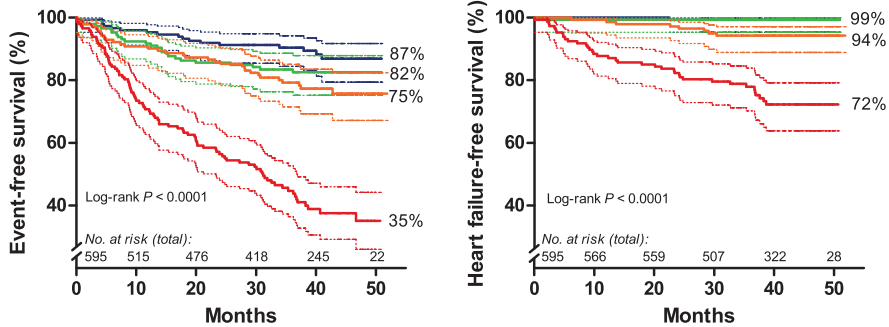 Event-free survival (%)
100
80
60
40
87%
82%
75%
35%
Log-rank P < 0.0001
No. at risk (total):
595 515 476 418 245 22
0 10 20 30 40 50
Months
Heart failure-free survival (%)
100
80
60
40
99%
94%
72%
Log-rank P < 0.0001
No. at risk (total):
595 566 559 507 322 28
0 10 20 30 40 50
Months